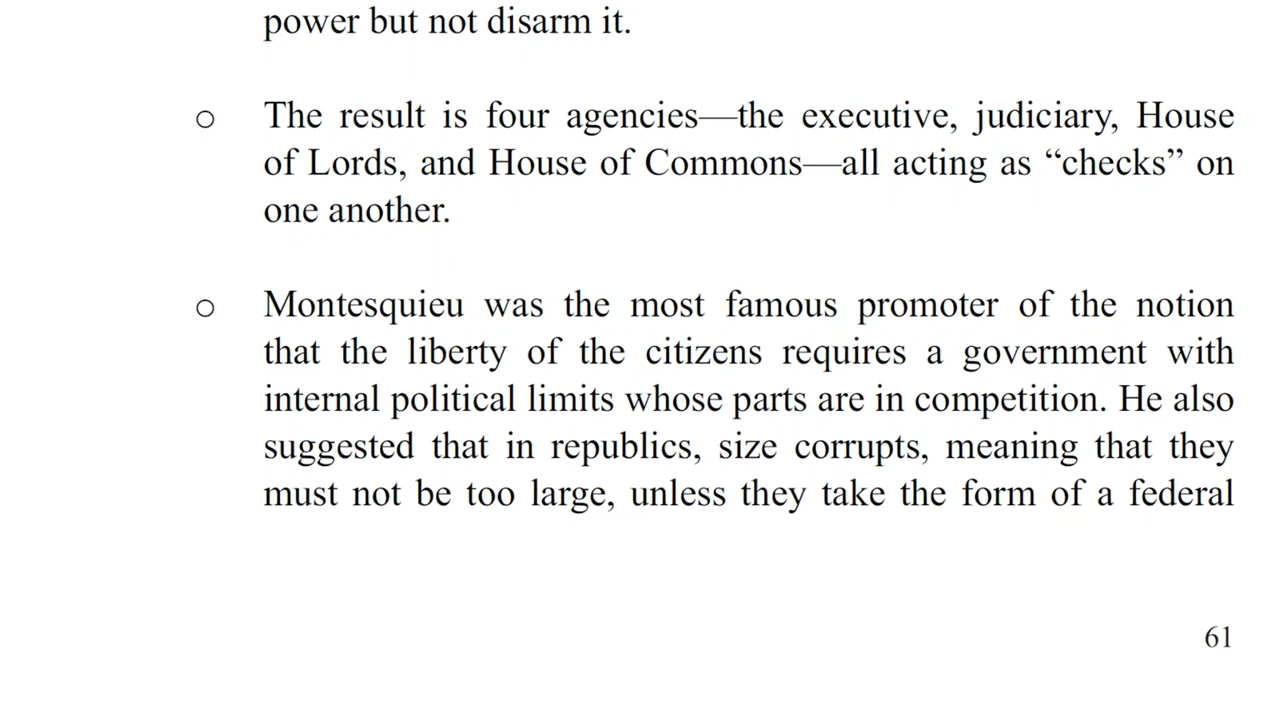 power but not disarm it.
○ The result is four agencies—the executive, judiciary, House
of Lords, and House of Commons—all acting as “checks” on
one another.
○ Montesquieu was the most famous promoter of the notion
that the liberty of the citizens requires a government with
internal political limits whose parts are in competition. He also
suggested that in republics, size corrupts, meaning that they
must not be too large, unless they take the form of a federal
61